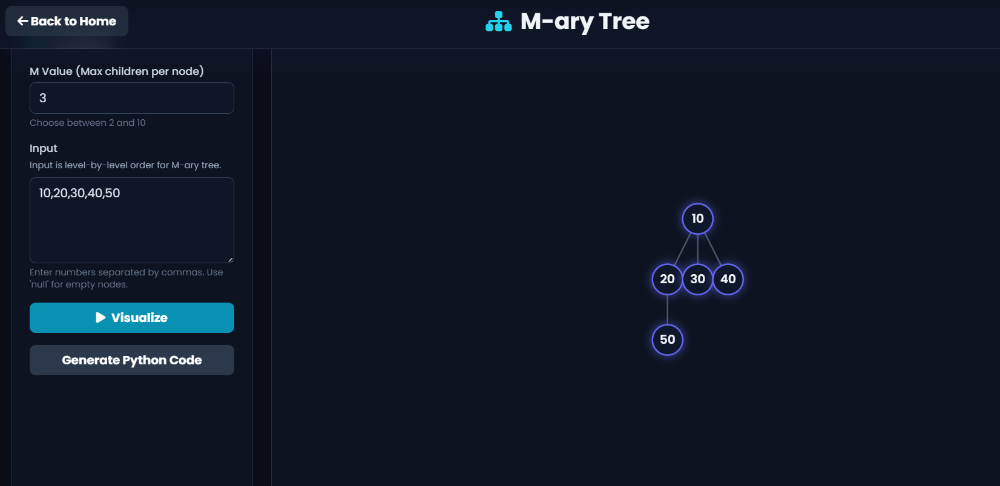 Back to Home
M-ary Tree
M Value (Max children per node)
3
Choose between 2 and 10
Input
Input is level-by-level order for M-ary tree.
10,20,30,40,50
Enter numbers separated by commas. Use
'null' for empty nodes.
Visualize
Generate Python Code
10
20 30 40
50